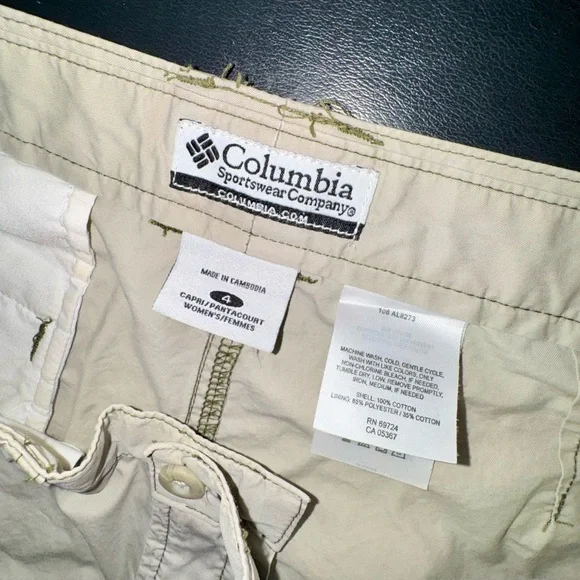 Columbia
Sportswear Company®
COLUMBIA.COM
MADE IN CAMBODIA
4
CAPRI/PANTACOURT
WOMEN'S/FEMMES
106 AL8273
MACHINE WASH, COLD, GENTLE CYCLE,
WASH WITH LIKE COLORS, ONLY
NON-CHLORINE BLEACH, IF NEEDED,
TUMBLE DRY, LOW, REMOVE PROMPTLY,
IRON, MEDIUM, IF NEEDED
SHELL: 100% COTTON
LINING: 65% POLYESTER / 35% COTTON
RN 69724
CA 05367